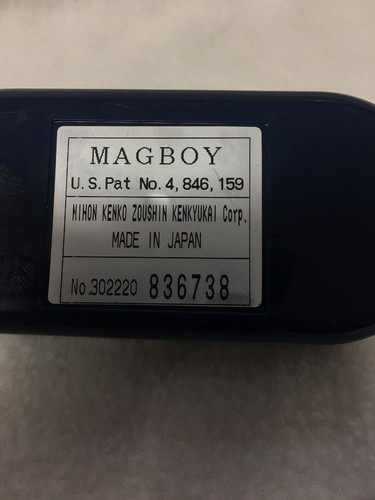 MAGBOY
U.S.Pat No.4,846,159
NIHON KENKO ZOUSHIN KENKYUKAI Corp.
MADE IN JAPAN
No.302220 836738